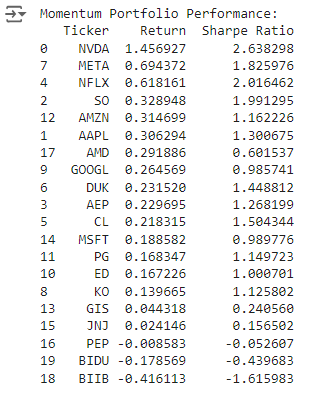 Momentum Portfolio Performance:
Ticker Return Sharpe Ratio
0 NVDA 1.456927 2.638298
7 META 0.694372 1.825976
4 NFLX 0.618161 2.016462
2 SO 0.328948 1.991295
12 AMZN 0.314699 1.162226
1 AAPL 0.306294 1.300675
17 AMD 0.291886 0.601537
9 GOOGL 0.264569 0.985741
6 DUK 0.231520 1.448812
3 AEP 0.229695 1.268199
5 CL 0.218315 1.504344
14 MSFT 0.188582 0.989776
11 PG 0.168347 1.149723
10 ED 0.167226 1.000701
8 KO 0.139665 1.125802
13 GIS 0.044318 0.240560
15 JNJ 0.024146 0.156502
16 PEP -0.008583 -0.052607
19 BIDU -0.178569 -0.439683
18 BIIB -0.416113 -1.615983